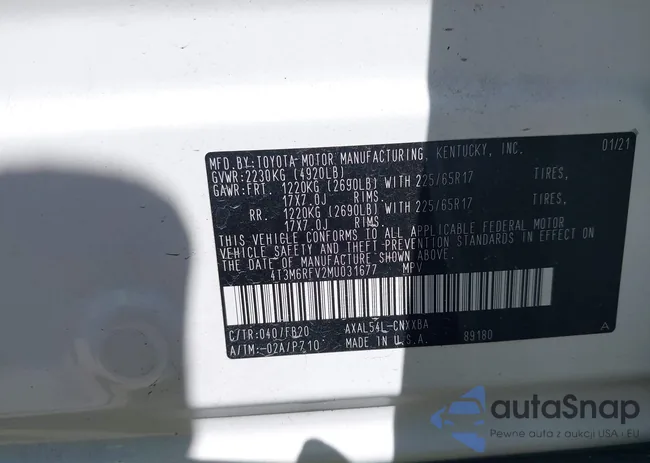 MFD.BY:TOYOTA MOTOR MANUFACTURING, KENTUCKY, INC. 01/21
GVWR:2230KG (4920LB)
GAWR:FRT. 1220KG (2690LB) WITH 225/65R17 TIRES,
17X7.0J RIMS.
RR. 1220KG (2690LB) WITH 225/65R17 TIRES,
17X7.0J RIMS.
THIS VEHICLE CONFORMS TO ALL APPLICABLE FEDERAL MOTOR
VEHICLE SAFETY AND THEFT PREVENTION STANDARDS IN EFFECT ON
THE DATE OF MANUFACTURE SHOWN ABOVE.
4T3M6RFV2MU031677 MPV
C/TR:040/FB20 AXAL54L-CNXXBA A
A/TM:-02A/PZ10 MADE IN U.S.A. 89180
autaSnap
Pewne auto z aukcji USA i EU